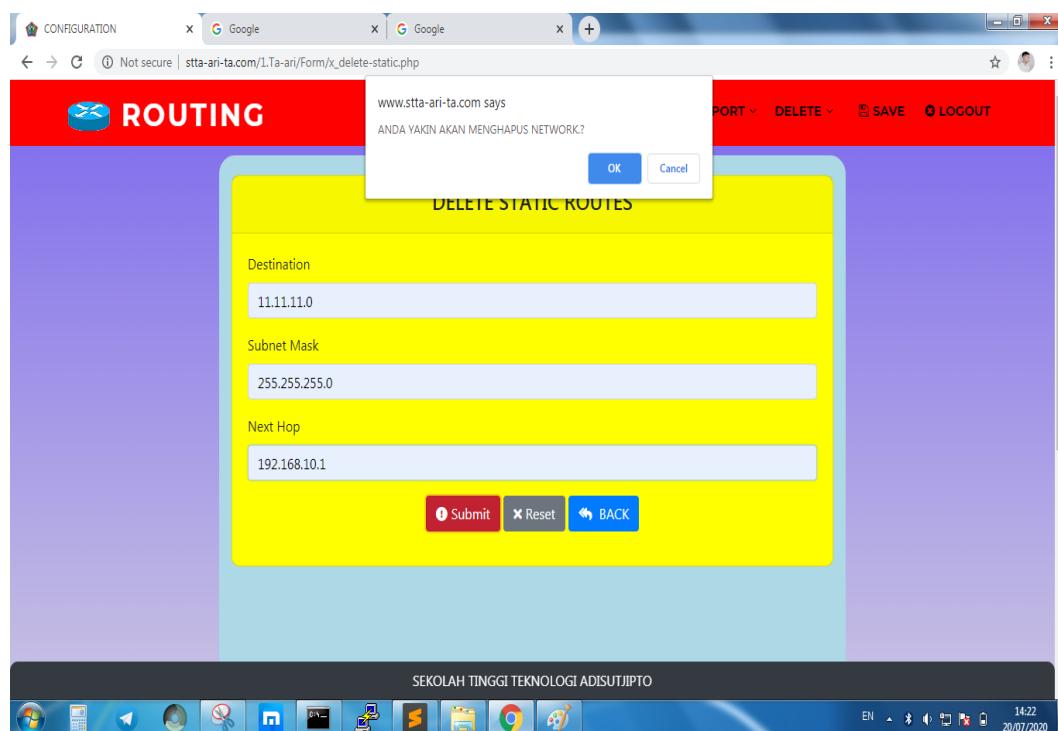 CONFIGURATION
Google
Google
Not secure | stta-ari-ta.com/1.Ta-ari/Form/x_delete-static.php
ROUTING
PORT
DELETE
SAVE
LOGOUT
www.stta-ari-ta.com says
ANDA YAKIN AKAN MENGHAPUS NETWORK.?
OK
Cancel
DELETE STATIC ROUTES
Destination
11.11.11.0
Subnet Mask
255.255.255.0
Next Hop
192.168.10.1
Submit
Reset
BACK
SEKOLAH TINGGI TEKNOLOGI ADISUTJIPTO
EN
14:22
20/07/2020